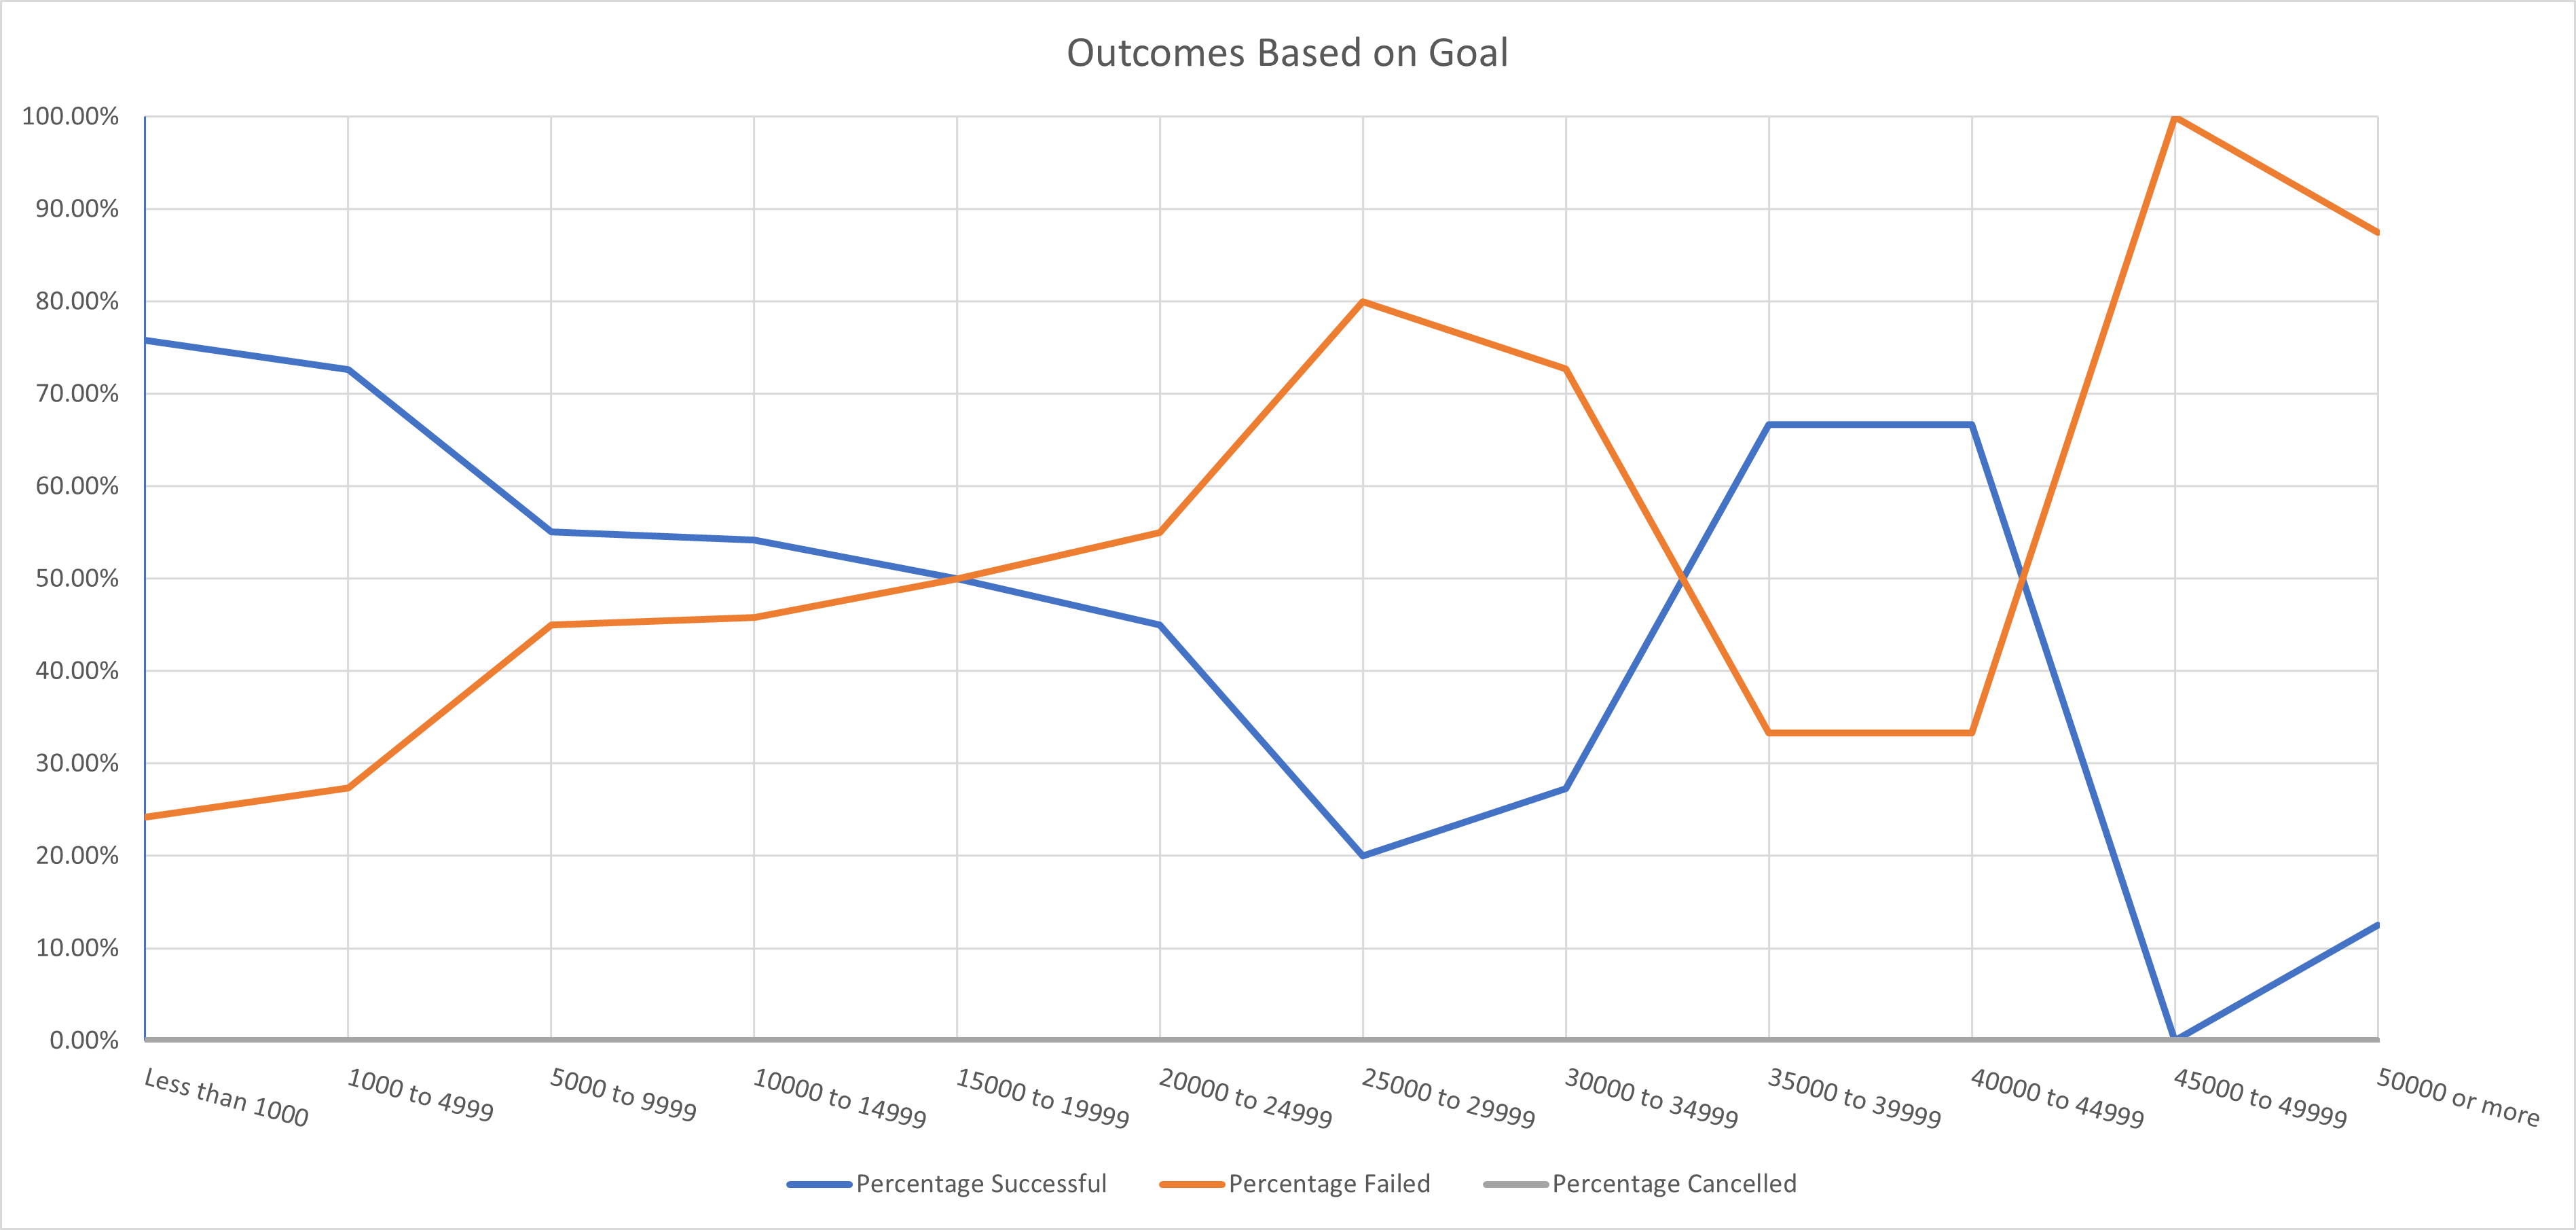 Outcomes Based on Goal
100.00%
90.00%
80.00%
70.00%
60.00%
50.00%
40.00%
30.00%
20.00%
10.00%
0.00%
Less than 1000
1000 to 4999
5000 to 9999
10000 to 14999
15000 to 19999
20000 to 24999
25000 to 29999
30000 to 34999
35000 to 39999
40000 to 44999
45000 to 49999
50000 or more
Percentage Successful
Percentage Failed
Percentage Cancelled